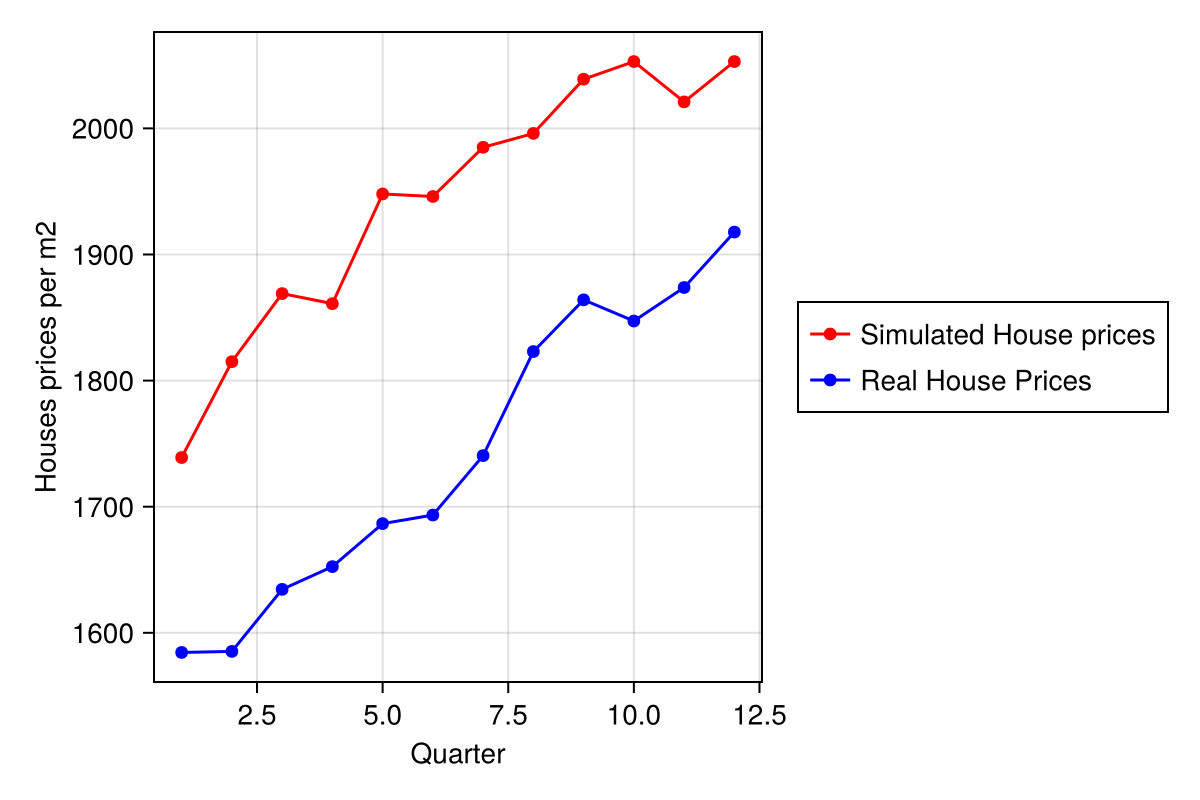 2000
1900
1800
1700
1600
Houses prices per m2
2.5 5.0 7.5 10.0 12.5
Quarter
Simulated House prices
Real House Prices